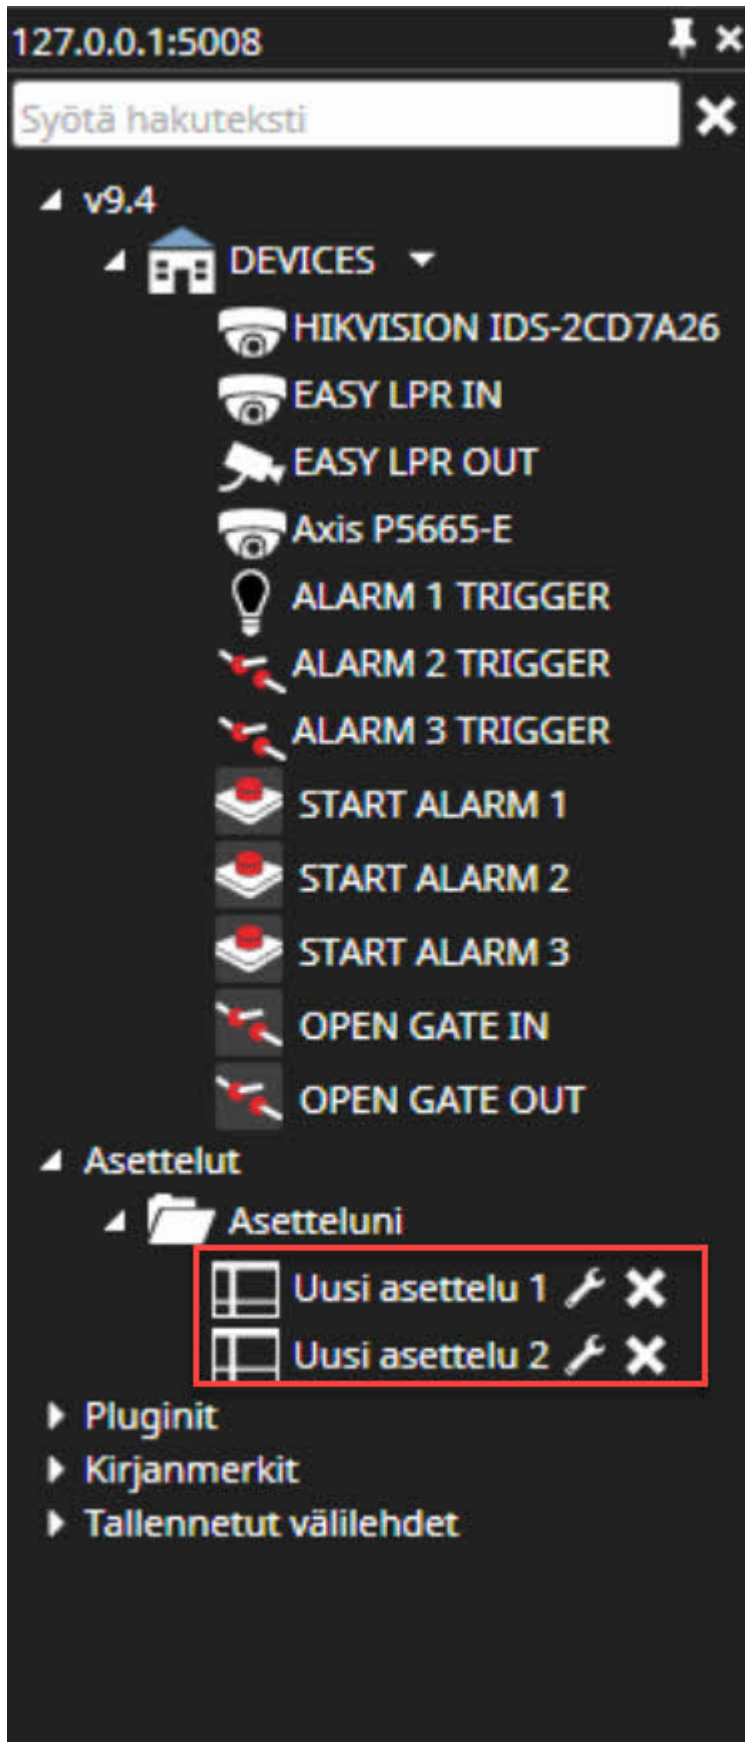 127.0.0.1:5008
Syötä hakuteksti
v9.4
DEVICES
HIKVISION IDS-2CD7A26
EASY LPR IN
EASY LPR OUT
Axis P5665-E
ALARM 1 TRIGGER
ALARM 2 TRIGGER
ALARM 3 TRIGGER
START ALARM 1
START ALARM 2
START ALARM 3
OPEN GATE IN
OPEN GATE OUT
Asettelut
Asetteluni
Uusi asettelu 1
Uusi asettelu 2
Pluginit
Kirjanmerkit
Tallennetut välilehdet